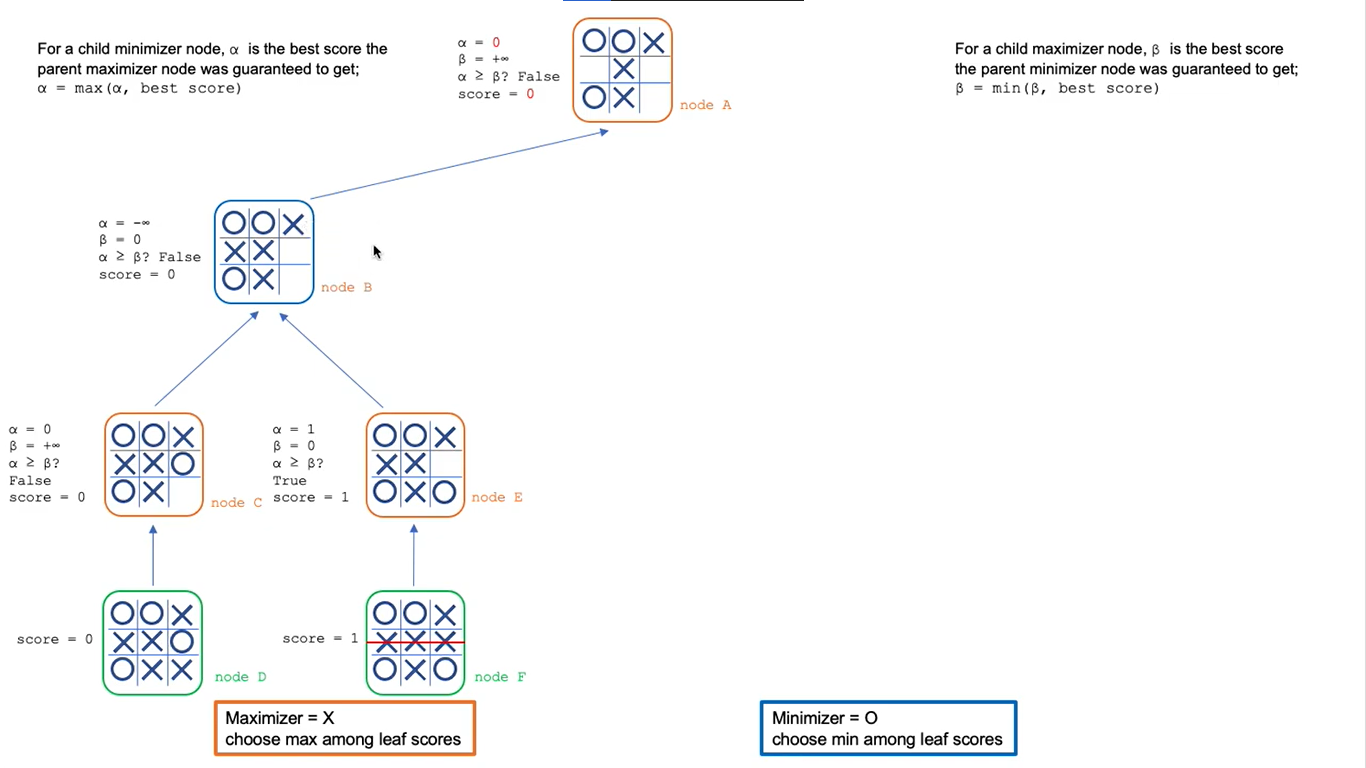 For a child minimizer node, α is the best score the
parent maximizer node was guaranteed to get;
α = max(α, best score)
α = 0
β = +∞
α ≥ β? False
score = 0
O O X
X
O X
node A
For a child maximizer node, β is the best score
the parent minimizer node was guaranteed to get;
β = min(β, best score)
α = -∞
β = 0
α ≥ β? False
score = 0
O O X
X X
O X
node B
α = 0
β = +∞
α ≥ β?
False
score = 0
O O X
X X O
O X
node C
α = 1
β = 0
α ≥ β?
True
score = 1
O O X
X X
O X O
node E
score = 0
O O X
X X O
O X X
node D
score = 1
O O X
X X X
O X O
node F
Maximizer = X
choose max among leaf scores
Minimizer = O
choose min among leaf scores